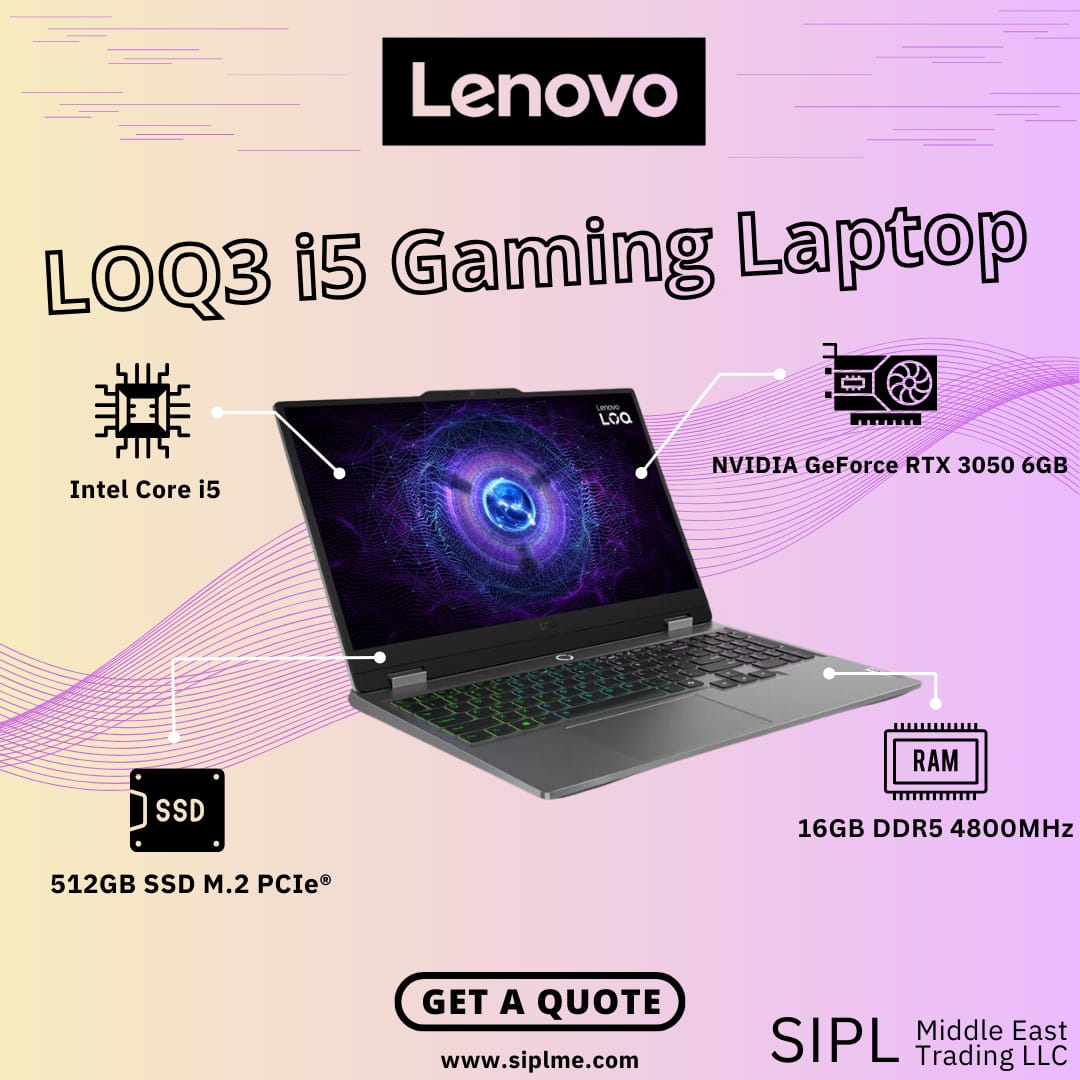 Lenovo
LOQ3 i5 Gaming Laptop
Intel Core i5
NVIDIA GeForce RTX 3050 6GB
Lenovo
LOQ
SSD
512GB SSD M.2 PCIe®
RAM
16GB DDR5 4800MHz
GET A QUOTE
www.siplme.com
SIPL
Middle East
Trading LLC